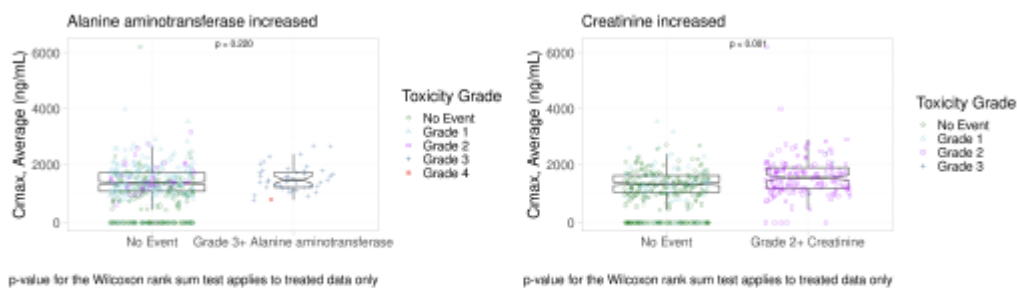 Alanine aminotransferase increased
p = 0.220
Cmax, Average (ng/mL)
6000
4000
2000
0
No Event
Grade 3+ Alanine aminotransferase
Toxicity Grade
No Event
Grade 1
Grade 2
Grade 3
Grade 4
p-value for the Wilcoxon rank sum test applies to treated data only
Creatinine increased
p = 0.001,
Cmax, Average (ng/mL)
6000
4000
2000
0
No Event
Grade 2+ Creatinine
Toxicity Grade
No Event
Grade 1
Grade 2
Grade 3
p-value for the Wilcoxon rank sum test applies to treated data only